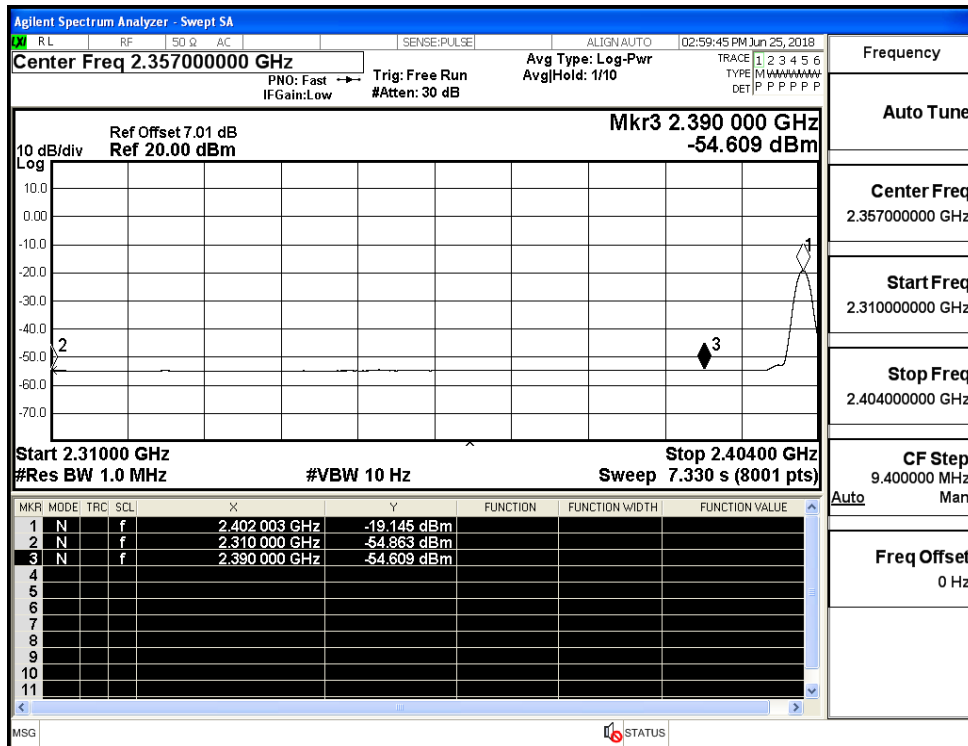 Agilent Spectrum Analyzer - Swept SA
LXI RL RF 50 Ω AC SENSE:PULSE ALIGN AUTO 02:59:45 PM Jun 25, 2018
Center Freq 2.357000000 GHz
PNO: Fast
IFGain:Low
Trig: Free Run
#Atten: 30 dB
Avg Type: Log-Pwr
Avg|Hold: 1/10
TRACE 1 2 3 4 5 6
TYPE M
DET P P P P P P
Mkr3 2.390 000 GHz
-54.609 dBm
Ref Offset 7.01 dB
10 dB/div Ref 20.00 dBm
Log
10.0
0.00
-10.0
-20.0
-30.0
-40.0
-50.0
-60.0
-70.0
1
2
3
Start 2.31000 GHz Stop 2.40400 GHz
#Res BW 1.0 MHz #VBW 10 Hz Sweep 7.330 s (8001 pts)
MKR MODE TRC SCL X Y FUNCTION FUNCTION WIDTH FUNCTION VALUE
1 N f 2.402 003 GHz -19.145 dBm
2 N f 2.310 000 GHz -54.863 dBm
3 N f 2.390 000 GHz -54.609 dBm
4
5
6
7
8
9
10
11
MSG STATUS
Frequency
Auto Tune
Center Freq
2.357000000 GHz
Start Freq
2.310000000 GHz
Stop Freq
2.404000000 GHz
CF Step
9.400000 MHz
Auto Man
Freq Offset
0 Hz